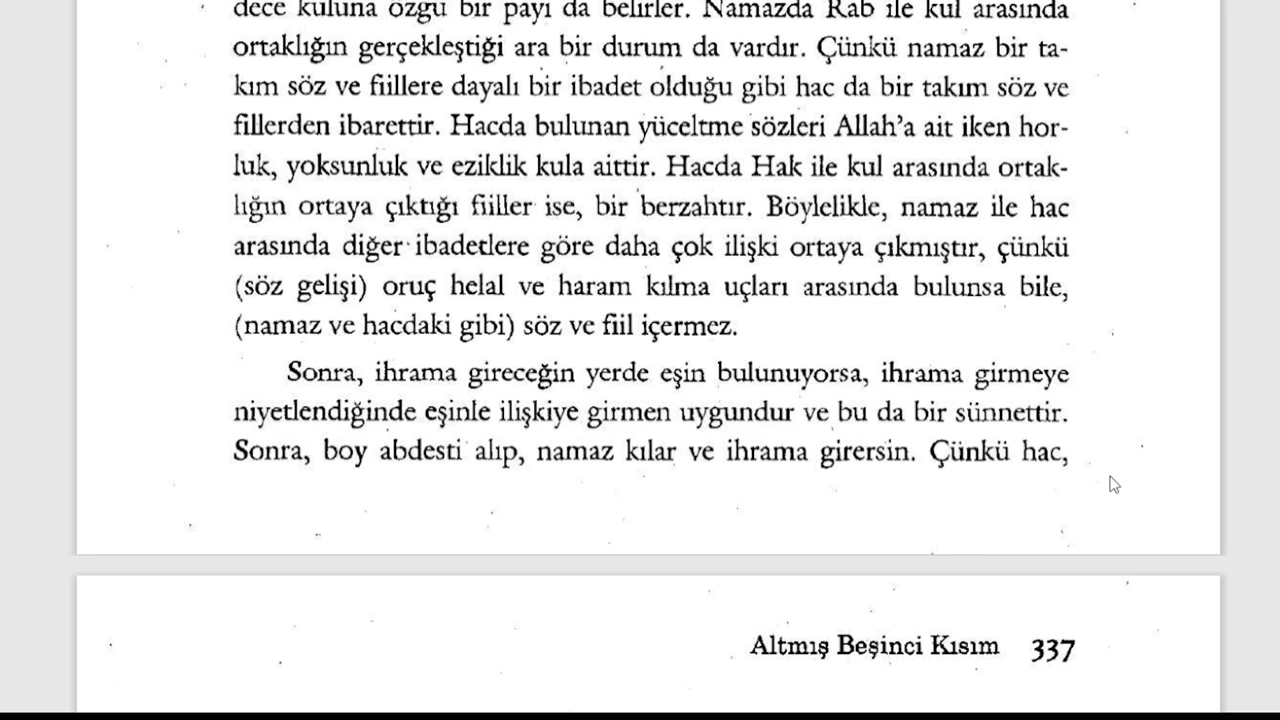 dece kuluna özgü bir payı da belirler. Namazda Rab ile kul arasında
ortaklığın gerçekleştiği ara bir durum da vardır. Çünkü namaz bir ta-
kım söz ve fiillere dayalı bir ibadet olduğu gibi hac da bir takım söz ve
fillerden ibarettir. Hacda bulunan yüceltme sözleri Allah’a ait iken hor-
luk, yoksunluk ve eziklik kula aittir. Hacda Hak ile kul arasında ortak-
lığın ortaya çıktığı fiiller ise, bir berzahtır. Böylelikle, namaz ile hac
arasında diğer ibadetlere göre daha çok ilişki ortaya çıkmıştır, çünkü
(söz gelişi) oruç helal ve haram kılma uçları arasında bulunsa bile,
(namaz ve hacdaki gibi) söz ve fiil içermez.
Sonra, ihrama gireceğin yerde eşin bulunuyorsa, ihrama girmeye
niyetlendiğinde eşinle ilişkiye girmen uygundur ve bu da bir sünnettir.
Sonra, boy abdesti alıp, namaz kılar ve ihrama girersin. Çünkü hac,
Altmış Beşinci Kısım 337